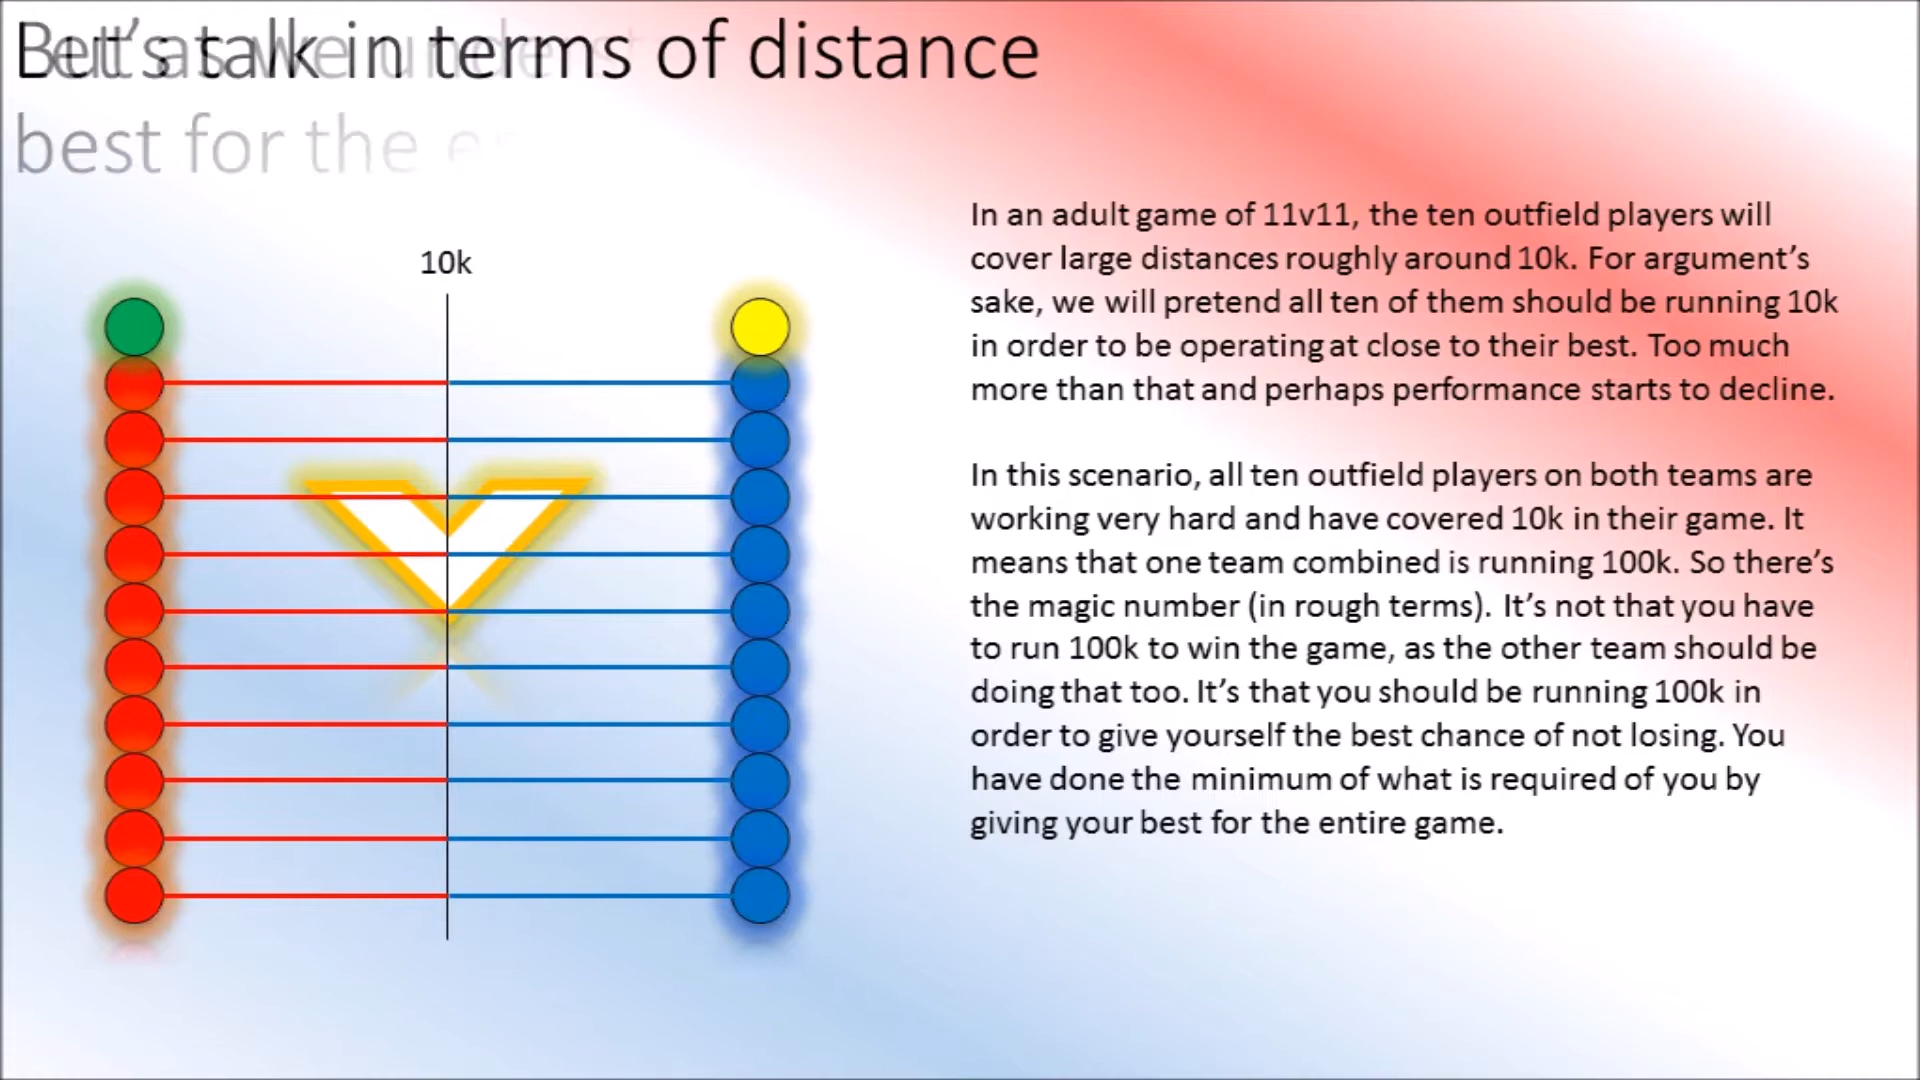 Let's talk in terms of distance
But as we
best for the
10k
In an adult game of 11v11, the ten outfield players will
cover large distances roughly around 10k. For argument's
sake, we will pretend all ten of them should be running 10k
in order to be operating at close to their best. Too much
more than that and perhaps performance starts to decline.
In this scenario, all ten outfield players on both teams are
working very hard and have covered 10k in their game. It
means that one team combined is running 100k. So there's
the magic number (in rough terms). It's not that you have
to run 100k to win the game, as the other team should be
doing that too. It's that you should be running 100k in
order to give yourself the best chance of not losing. You
have done the minimum of what is required of you by
giving your best for the entire game.